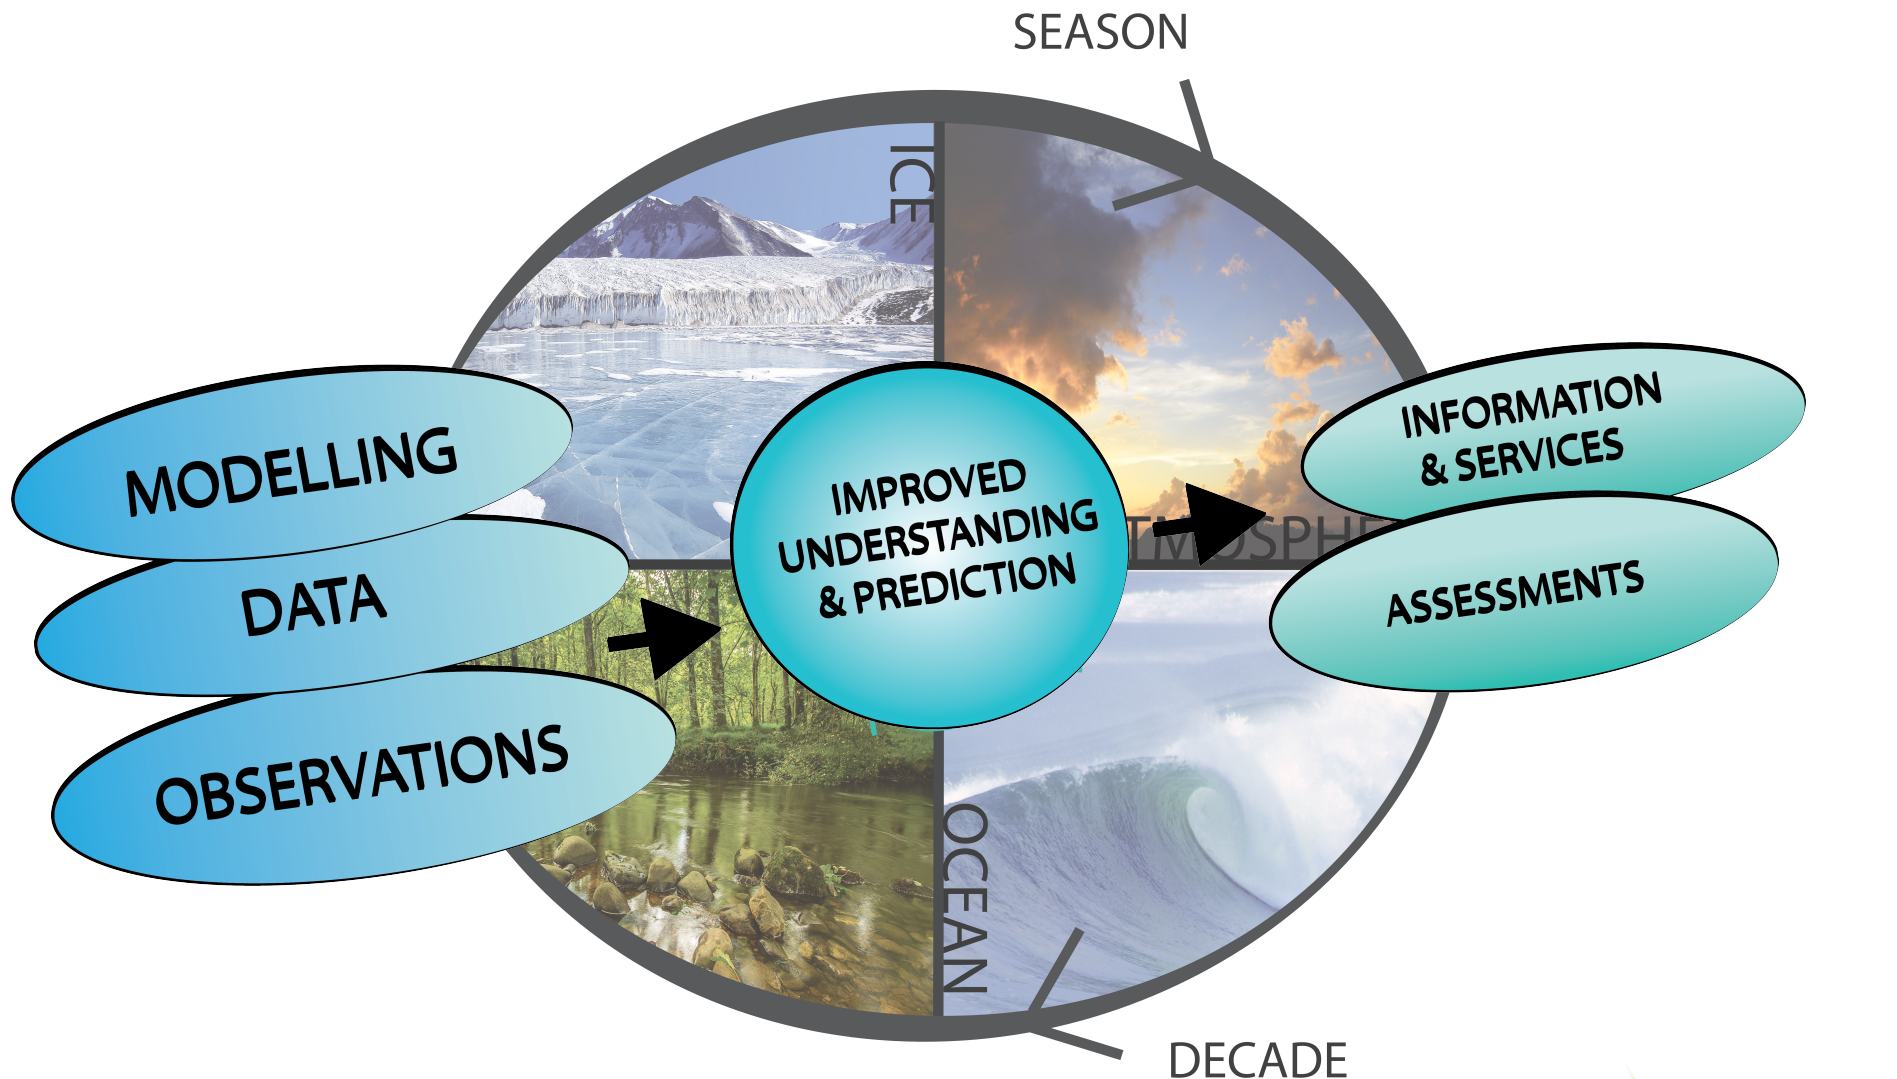 SEASON
ICE
MODELLING
DATA
OBSERVATIONS
IMPROVED
UNDERSTANDING
& PREDICTION
INFORMATION
& SERVICES
ASSESSMENTS
OCEAN
DECADE